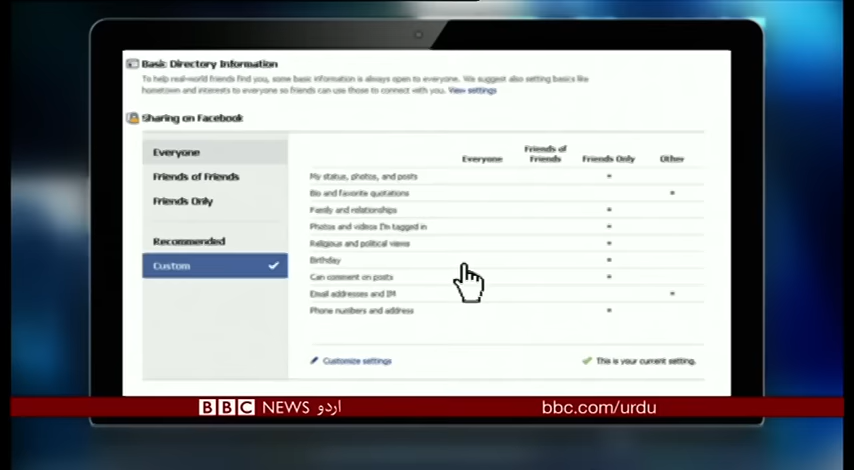 Basic Directory Information
To help real-world friends find you, some basic information is always open to everyone. We suggest also setting basics like
hometown and interests to everyone so friends can use those to connect with you. View settings
Sharing on Facebook
Everyone
Friends of Friends
Friends Only
Recommended
Custom
Everyone Friends of Friends Friends Only Other
My status, photos, and posts
Bio and favorite quotations
Family and relationships
Photos and videos I'm tagged in
Religious and political views
Birthday
Can comment on posts
Email addresses and IM
Phone numbers and address
Customize settings
This is your current setting.
BBC NEWS اردو
bbc.com/urdu